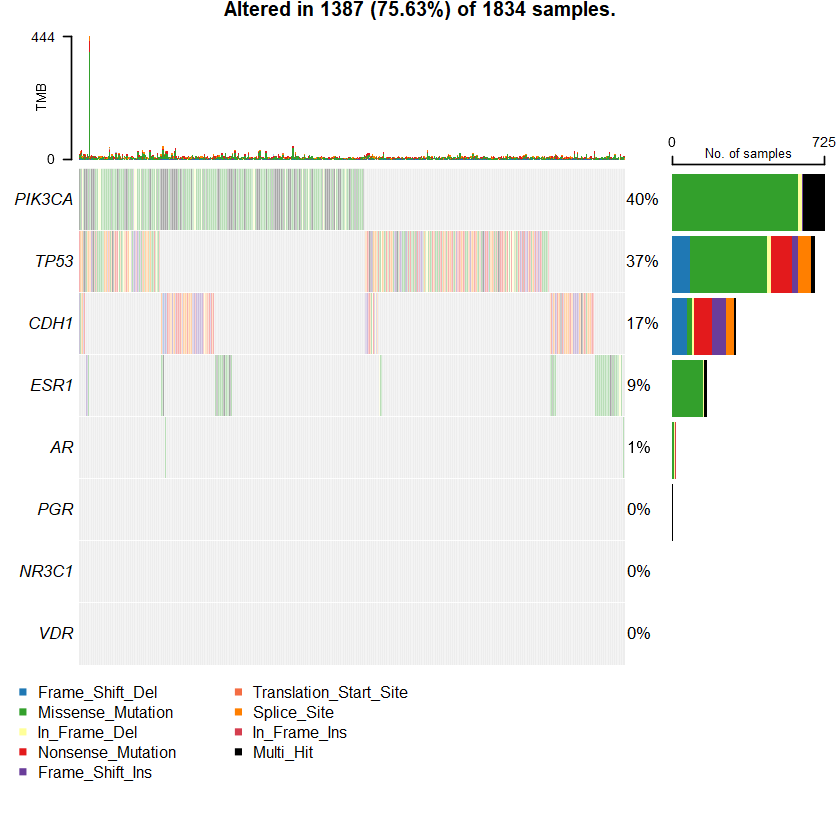 Altered in 1387 (75.63%) of 1834 samples.
444
TMB
0
0 725
No. of samples
PIK3CA 40%
TP53 37%
CDH1 17%
ESR1 9%
AR 1%
PGR 0%
NR3C1 0%
VDR 0%
Frame_Shift_Del Translation_Start_Site
Missense_Mutation Splice_Site
In_Frame_Del In_Frame_Ins
Nonsense_Mutation Multi_Hit
Frame_Shift_Ins